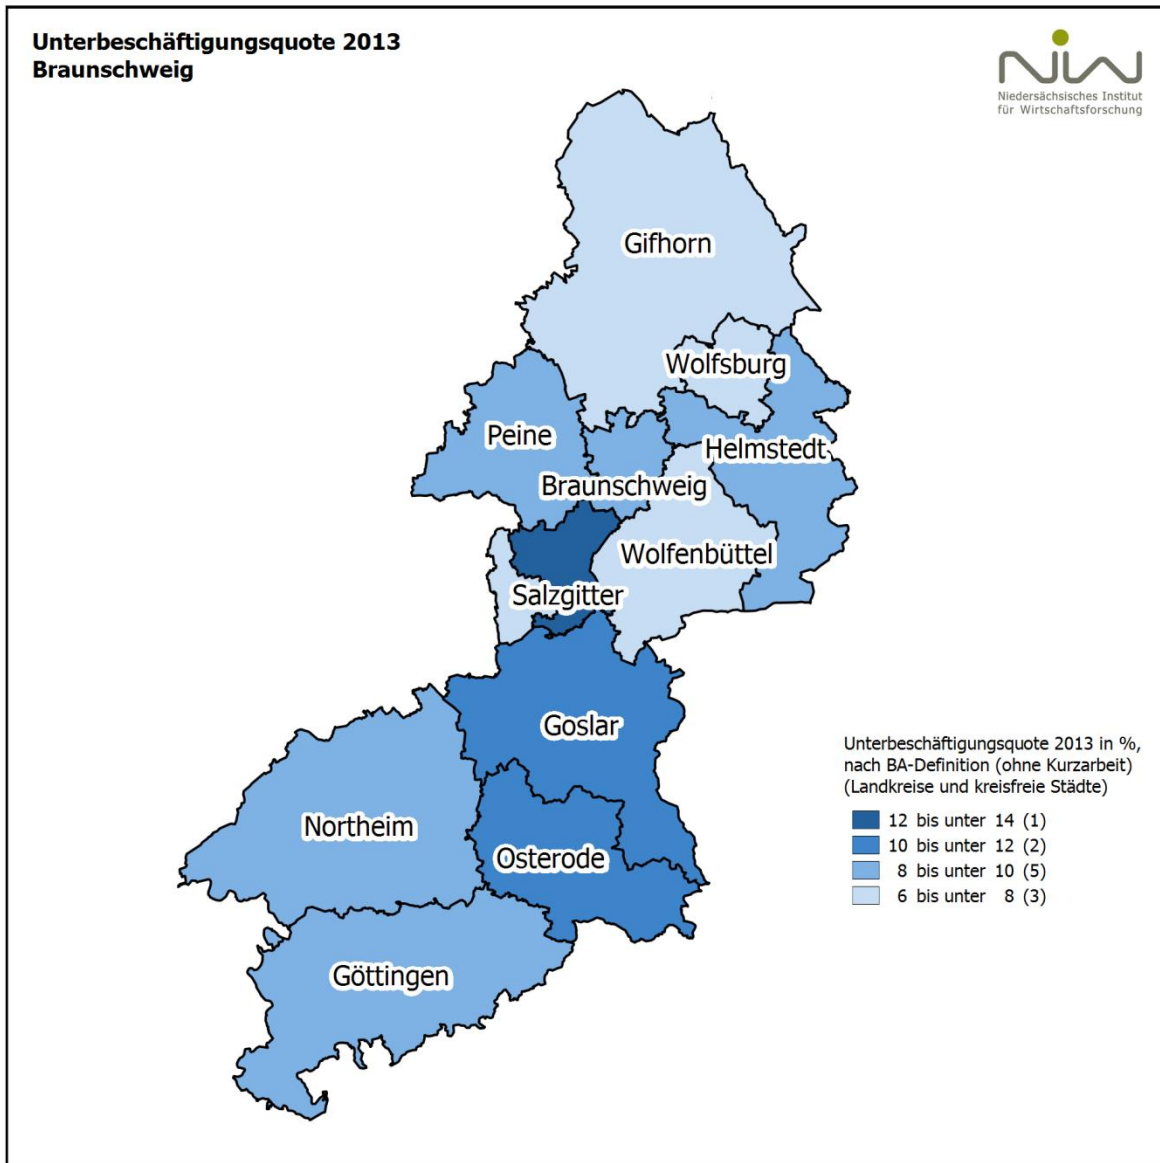 Unterbeschäftigungsquote 2013
Braunschweig
NIW
Niedersächsisches Institut
für Wirtschaftsforschung
Gifhorn
Wolfsburg
Peine
Helmstedt
Braunschweig
Wolfenbüttel
Salzgitter
Goslar
Northeim
Osterode
Göttingen
Unterbeschäftigungsquote 2013 in %,
nach BA-Definition (ohne Kurzarbeit)
(Landkreise und kreisfreie Städte)
12 bis unter 14 (1)
10 bis unter 12 (2)
8 bis unter 10 (5)
6 bis unter 8 (3)